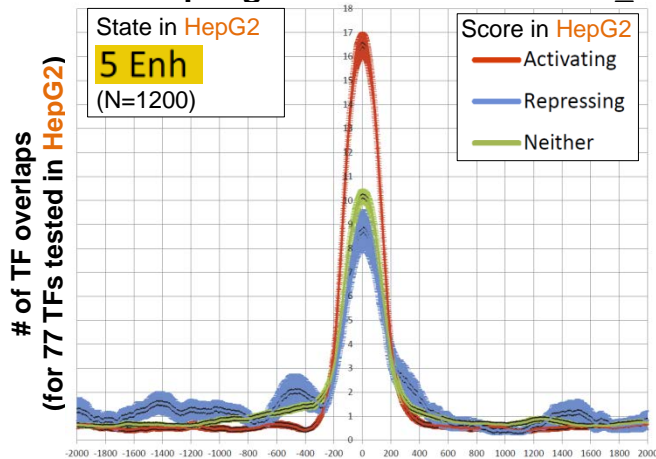 State in HepG2
5 Enh
(N=1200)
Score in HepG2
Activating
Repressing
Neither
# of TF overlaps
(for 77 TFs tested in HepG2)
18
17
16
15
14
13
12
11
10
9
8
7
6
5
4
3
2
1
0
-2000 -1800 -1600 -1400 -1200 -1000 -800 -600 -400 -200 0 200 400 600 800 1000 1200 1400 1600 1800 2000